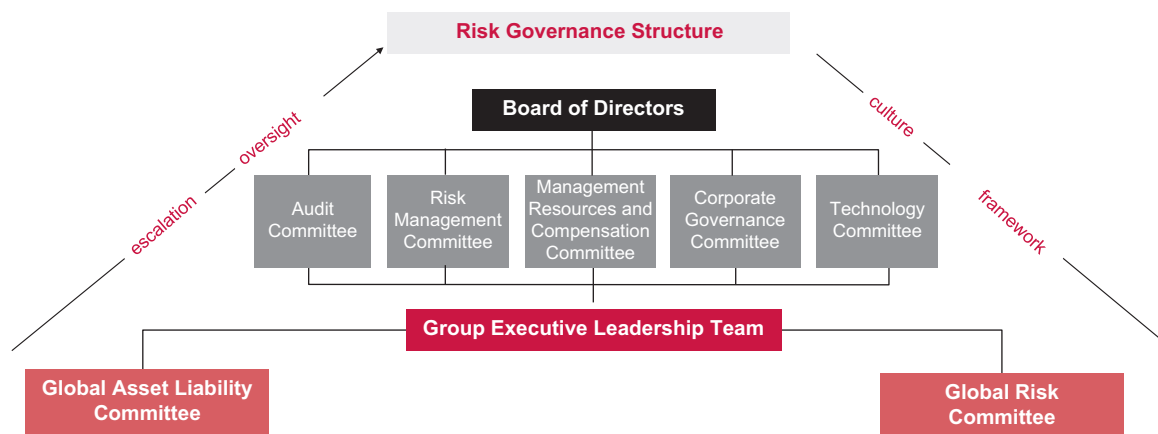 Risk Governance Structure
escalation
oversight
culture
framework
Board of Directors
Audit
Committee
Risk
Management
Committee
Management
Resources and
Compensation
Committee
Corporate
Governance
Committee
Technology
Committee
Group Executive Leadership Team
Global Asset Liability
Committee
Global Risk
Committee